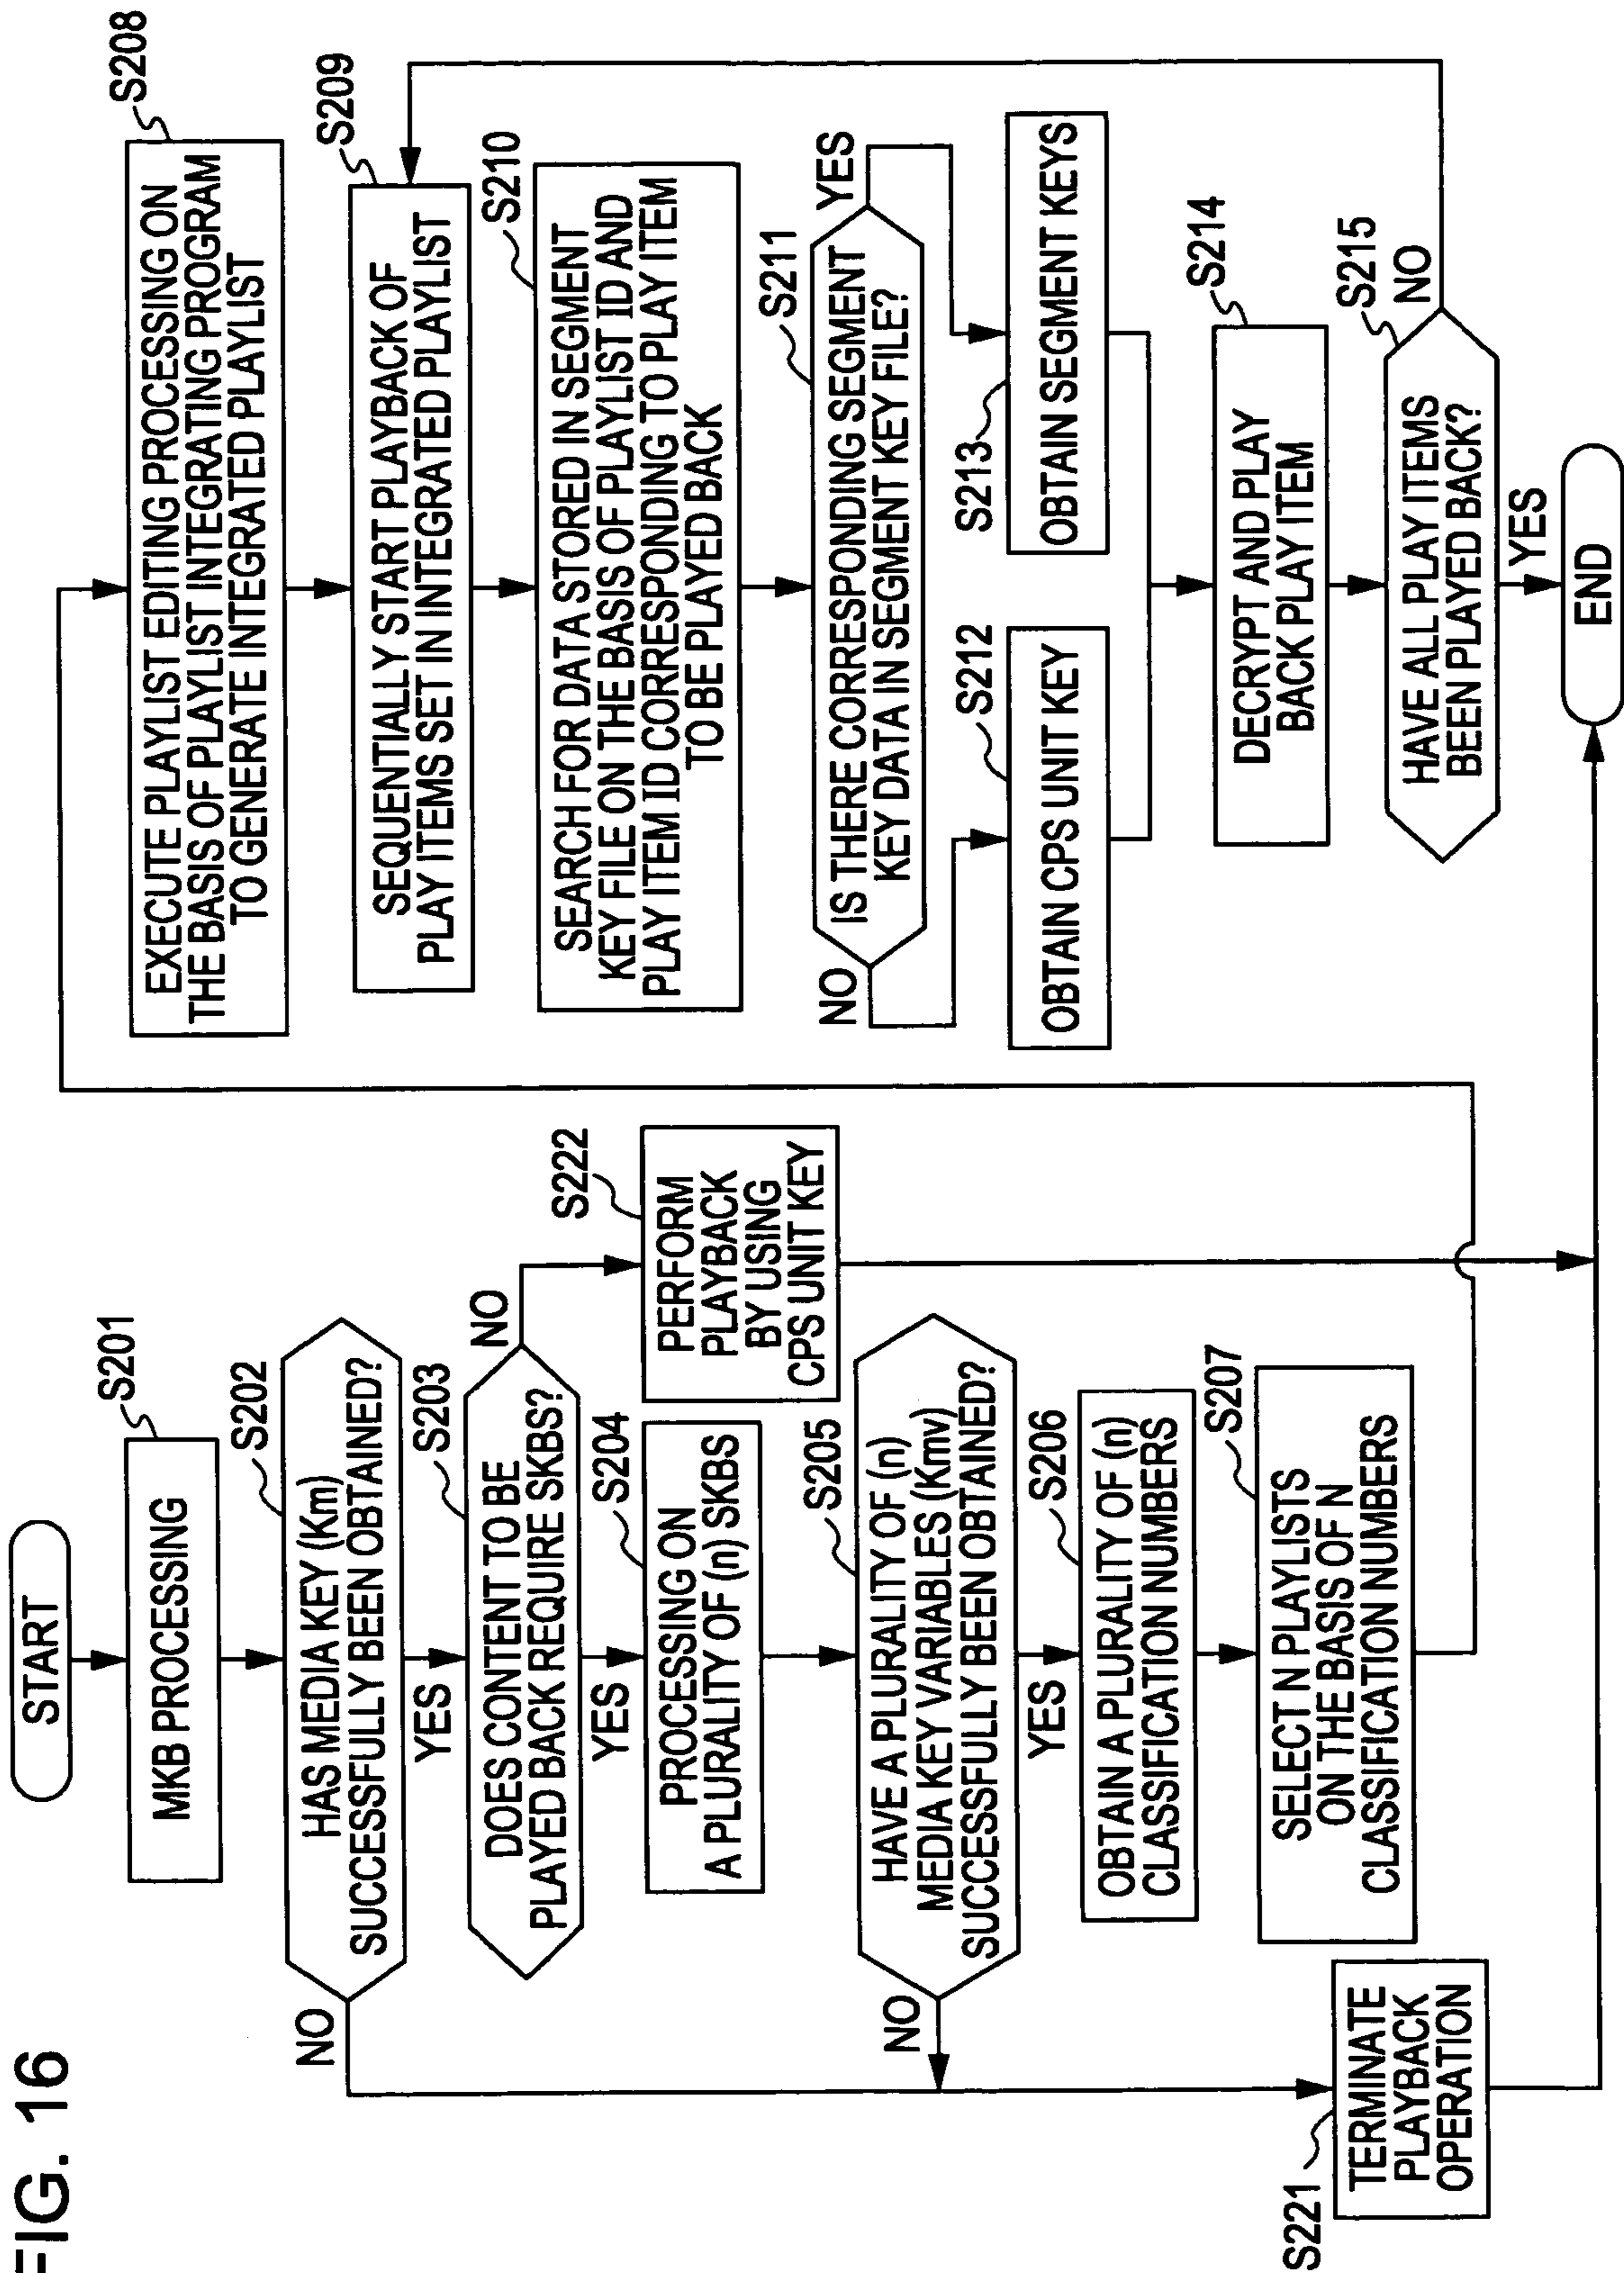 FIG. 16
START
S201
MKB PROCESSING
S202
HAS MEDIA KEY (Km)
SUCCESSFULLY BEEN OBTAINED?
NO
YES
S203
DOES CONTENT TO BE
PLAYED BACK REQUIRE SKBS?
NO
YES
S204
PROCESSING ON
A PLURALITY OF (n) SKBS
S222
PERFORM
PLAYBACK
BY USING
CPS UNIT KEY
S205
HAVE A PLURALITY OF (n)
MEDIA KEY VARIABLES (Kmv)
SUCCESSFULLY BEEN OBTAINED?
NO
YES
S206
OBTAIN A PLURALITY OF (n)
CLASSIFICATION NUMBERS
S207
SELECT N PLAYLISTS
ON THE BASIS OF N
CLASSIFICATION NUMBERS
S221
TERMINATE
PLAYBACK
OPERATION
S208
EXECUTE PLAYLIST EDITING PROCESSING ON
THE BASIS OF PLAYLIST INTEGRATING PROGRAM
TO GENERATE INTEGRATED PLAYLIST
S209
SEQUENTIALLY START PLAYBACK OF
PLAY ITEMS SET IN INTEGRATED PLAYLIST
S210
SEARCH FOR DATA STORED IN SEGMENT
KEY FILE ON THE BASIS OF PLAYLIST ID AND
PLAY ITEM ID CORRESPONDING TO PLAY ITEM
TO BE PLAYED BACK
S211
IS THERE CORRESPONDING SEGMENT
KEY DATA IN SEGMENT KEY FILE?
NO
YES
S212
OBTAIN CPS UNIT KEY
S213
OBTAIN SEGMENT KEYS
S214
DECRYPT AND PLAY
BACK PLAY ITEM
S215
HAVE ALL PLAY ITEMS
BEEN PLAYED BACK?
NO
YES
END